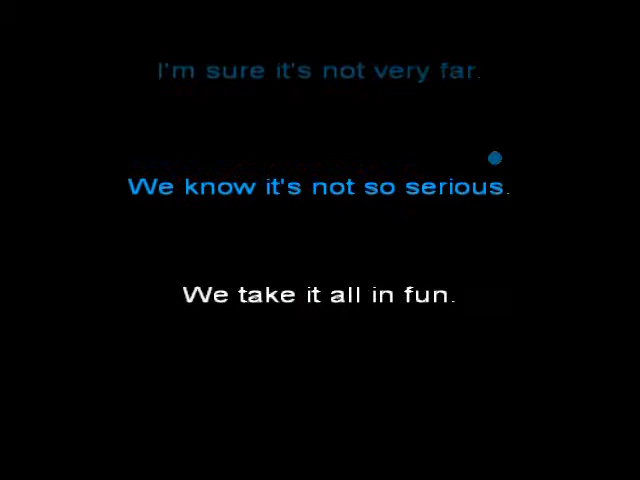 I'm sure it's not very far.
We know it's not so serious.
We take it all in fun.